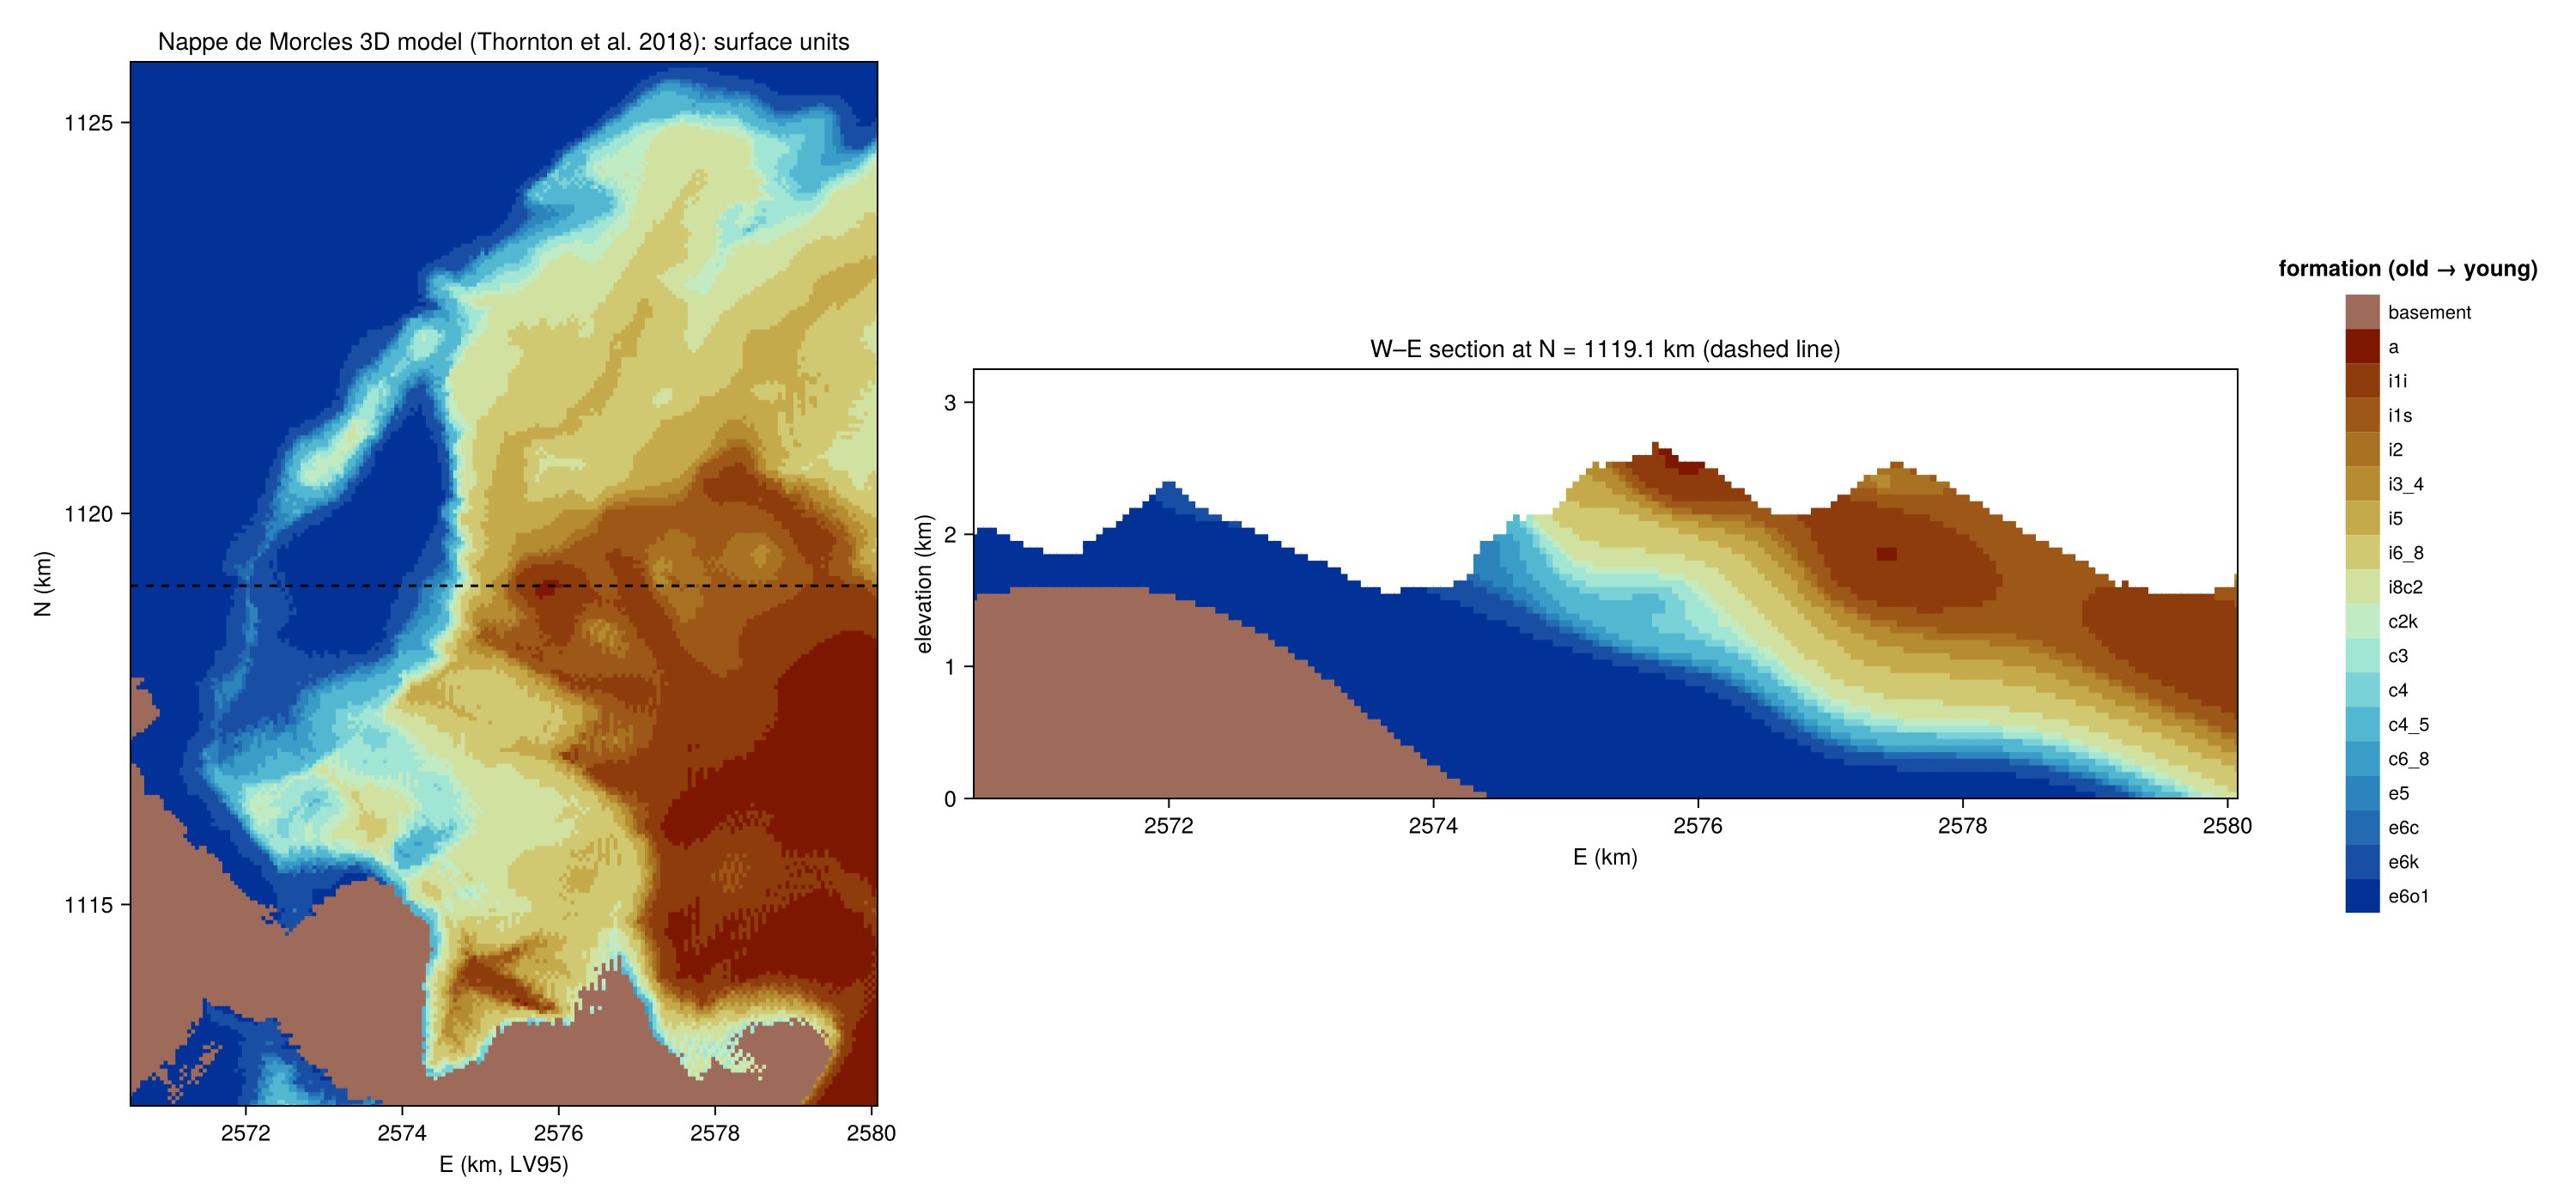 Nappe de Morcles 3D model (Thornton et al. 2018): surface units
1125
1120
1115
N (km)
2572
2574
2576
2578
2580
E (km, LV95)
W–E section at N = 1119.1 km (dashed line)
3
2
1
0
elevation (km)
2572
2574
2576
2578
2580
E (km)
formation (old → young)
basement
a
i1i
i1s
i2
i3_4
i5
i6_8
i8c2
c2k
c3
c4
c4_5
c6_8
e5
e6c
e6k
e6o1